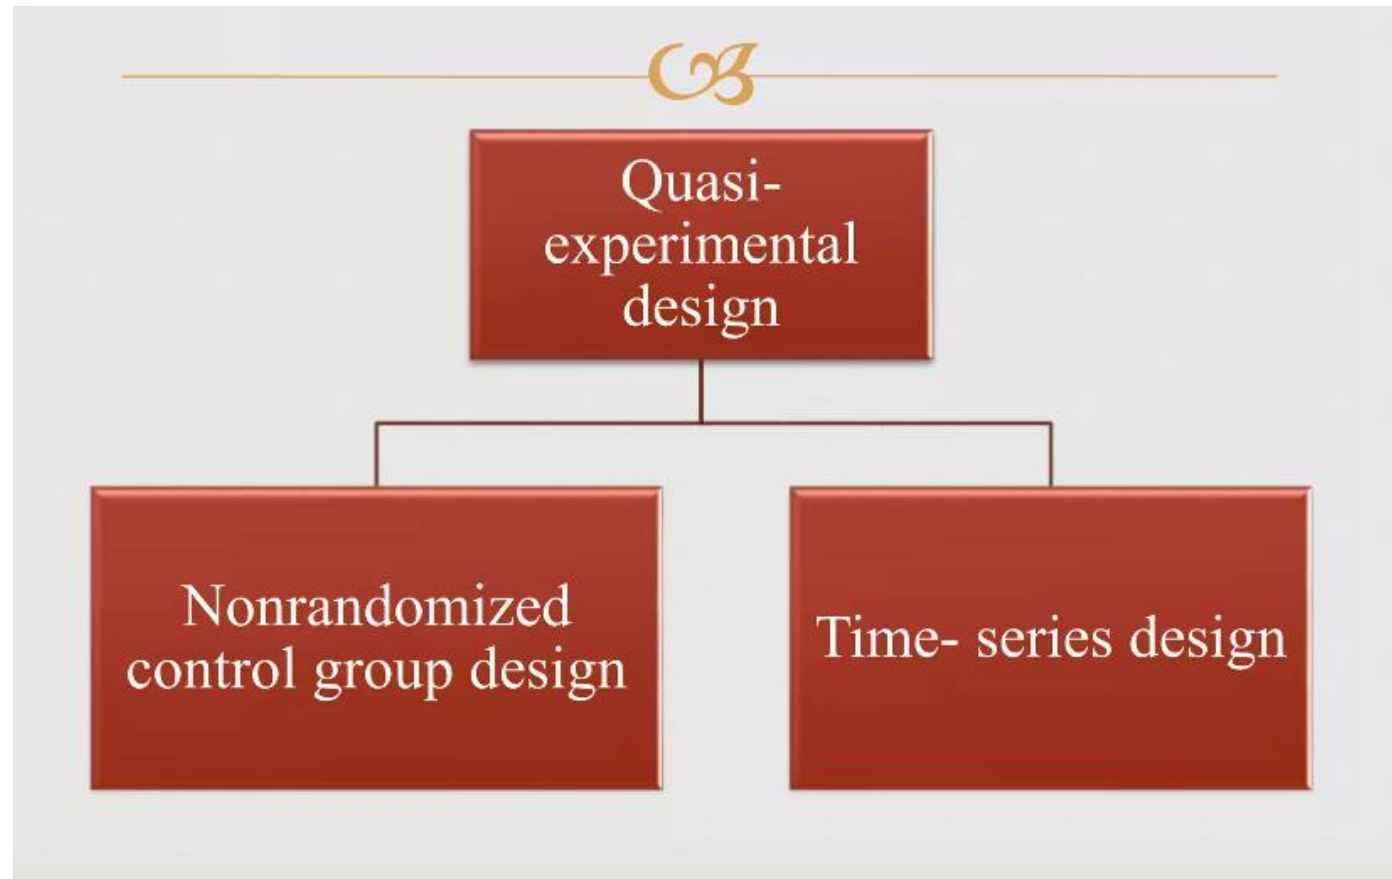 Quasi-
experimental
design
Nonrandomized
control group design
Time- series design